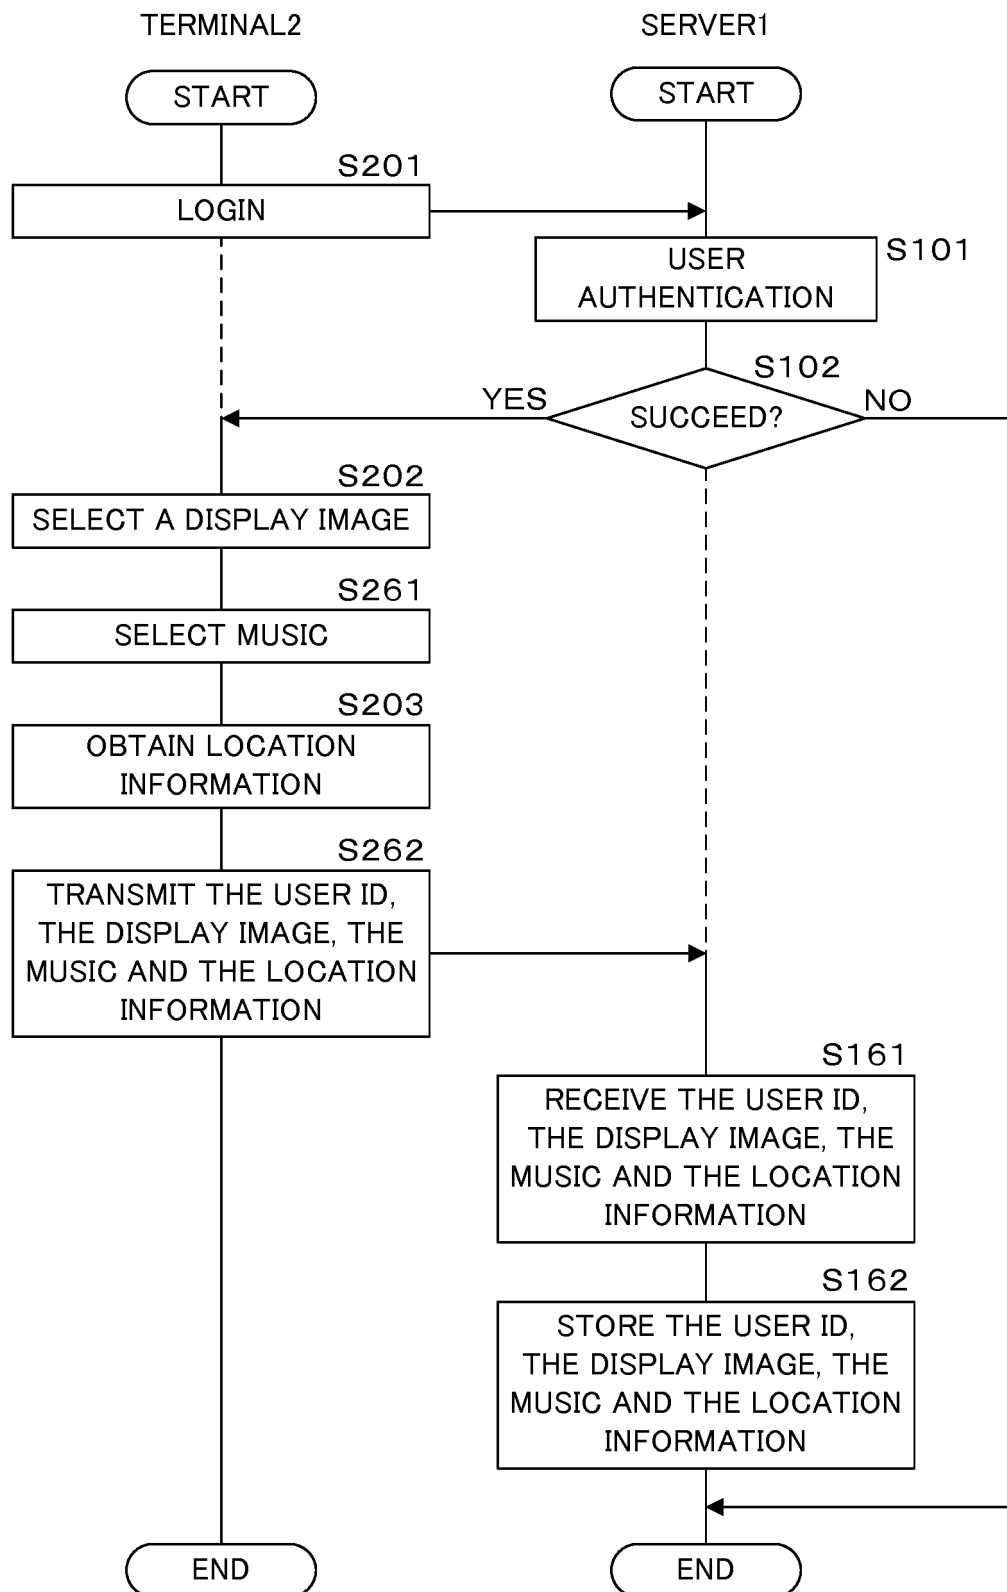 TERMINAL2
SERVER1
START
START
S201
LOGIN
S101
USER
AUTHENTICATION
S102
YES
SUCCEED?
NO
S202
SELECT A DISPLAY IMAGE
S261
SELECT MUSIC
S203
OBTAIN LOCATION
INFORMATION
S262
TRANSMIT THE USER ID,
THE DISPLAY IMAGE, THE
MUSIC AND THE LOCATION
INFORMATION
S161
RECEIVE THE USER ID,
THE DISPLAY IMAGE, THE
MUSIC AND THE LOCATION
INFORMATION
S162
STORE THE USER ID,
THE DISPLAY IMAGE, THE
MUSIC AND THE LOCATION
INFORMATION
END
END